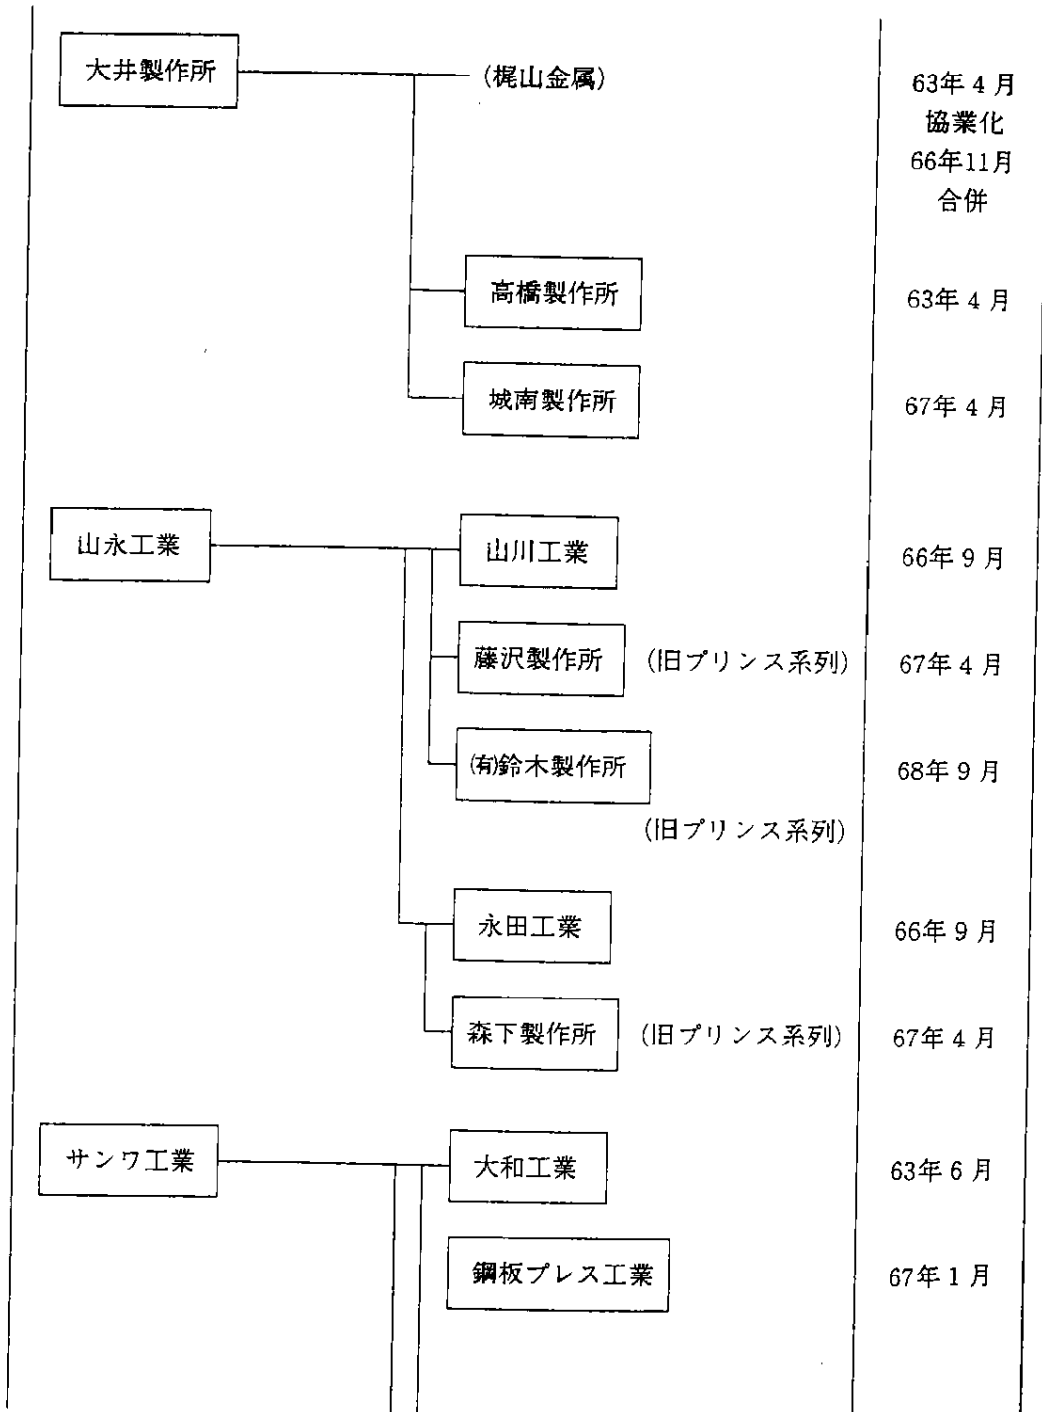 大井製作所 (梶山金属) 63年4月
協業化
66年11月
合併
高橋製作所 63年4月
城南製作所 67年4月
山永工業 山川工業 66年9月
藤沢製作所 (旧プリンス系列) 67年4月
㈲鈴木製作所 68年9月
(旧プリンス系列)
永田工業 66年9月
森下製作所 (旧プリンス系列) 67年4月
サンワ工業 大和工業 63年6月
鋼板プレス工業 67年1月